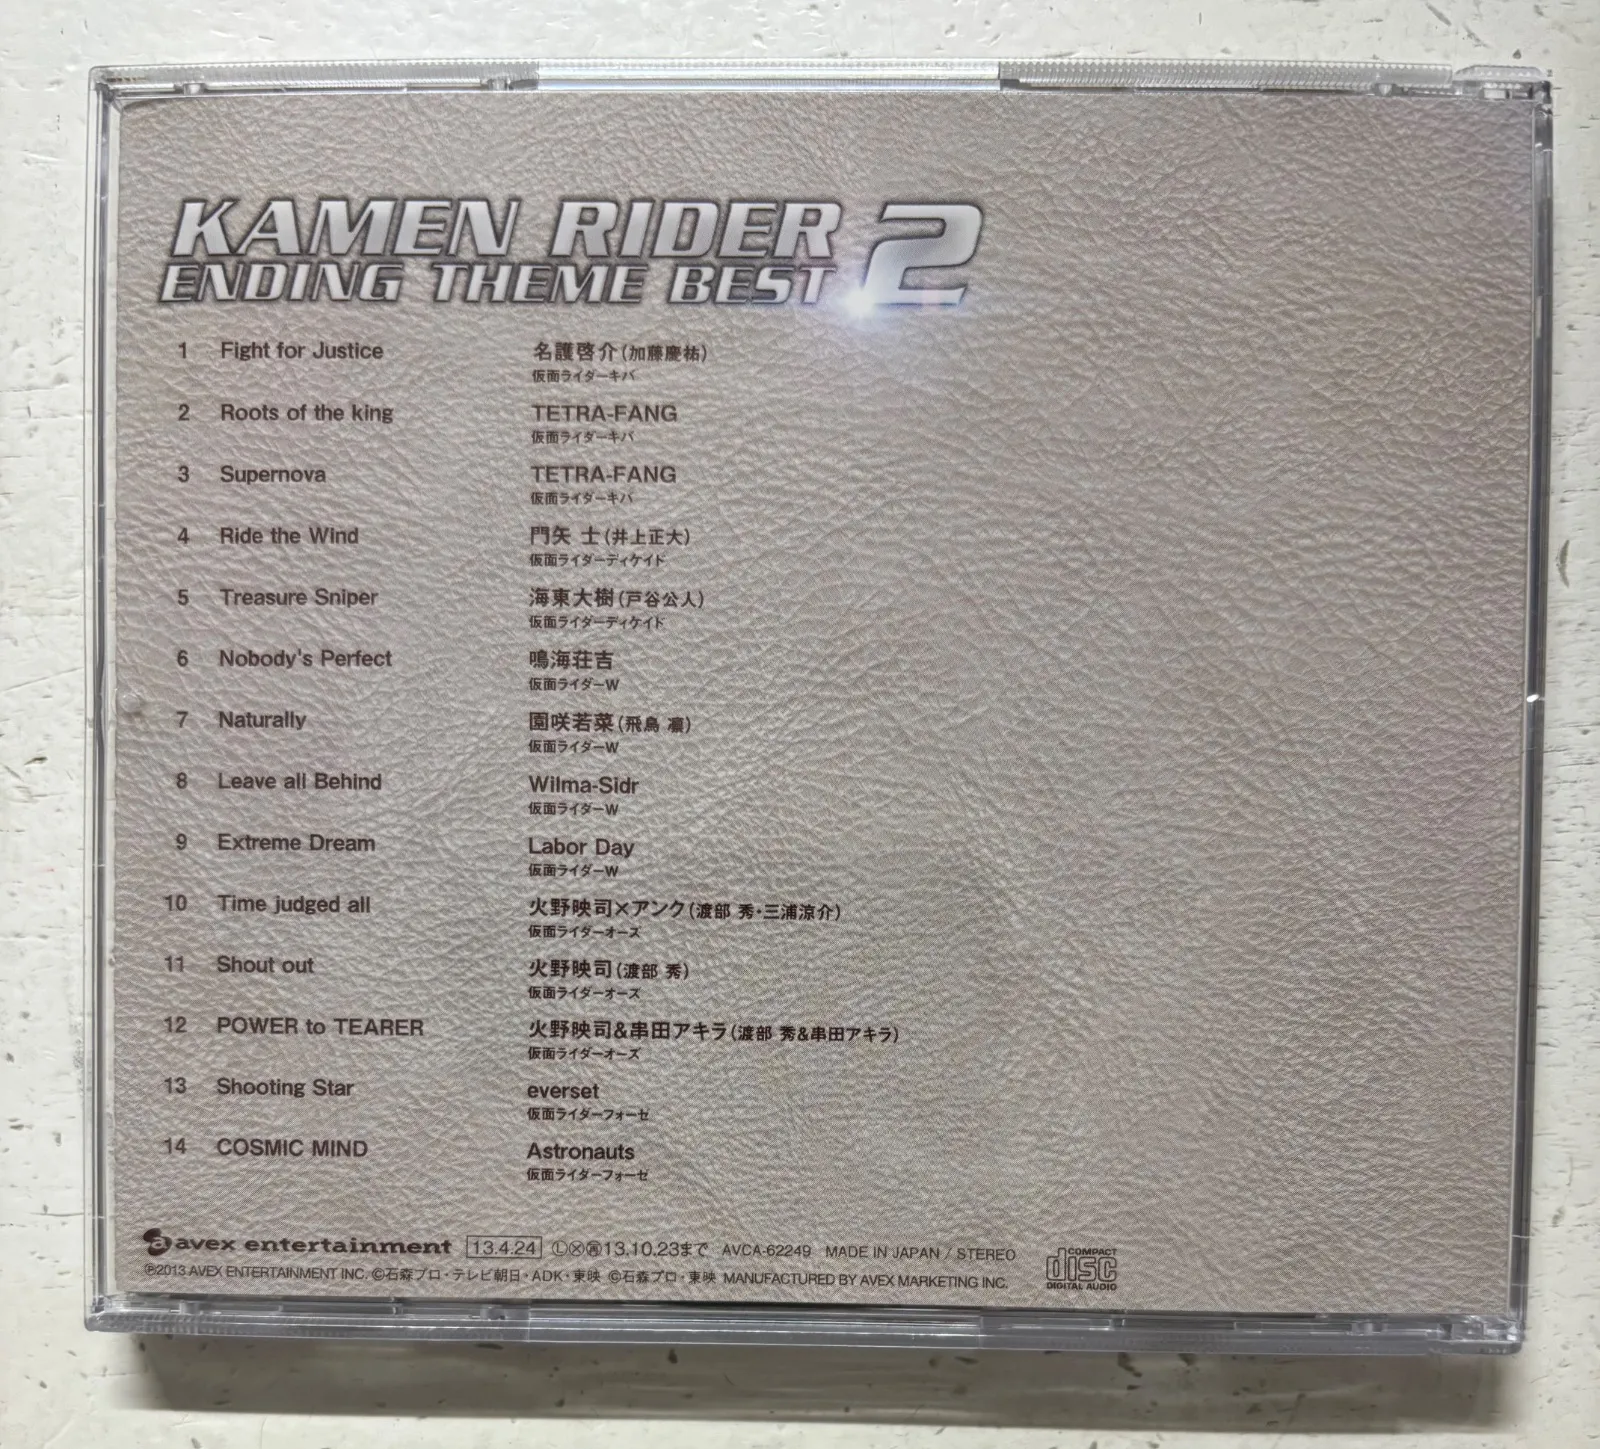 KAMEN RIDER
ENDING THEME BEST 2
1 Fight for Justice 名護啓介(加藤慶祐)
仮面ライダーキバ
2 Roots of the king TETRA-FANG
仮面ライダーキバ
3 Supernova TETRA-FANG
仮面ライダーキバ
4 Ride the Wind 門矢 士(井上正大)
仮面ライダーディケイド
5 Treasure Sniper 海東大樹(戸谷公人)
仮面ライダーディケイド
6 Nobody's Perfect 鳴海荘吉
仮面ライダーW
7 Naturally 園咲若菜(飛鳥 凛)
仮面ライダーW
8 Leave all Behind Wilma-Sidr
仮面ライダーW
9 Extreme Dream Labor Day
仮面ライダーW
10 Time judged all 火野映司×アンク(渡部 秀・三浦涼介)
仮面ライダーオーズ
11 Shout out 火野映司(渡部 秀)
仮面ライダーオーズ
12 POWER to TEARER 火野映司&串田アキラ(渡部 秀&串田アキラ)
仮面ライダーオーズ
13 Shooting Star everset
仮面ライダーフォーゼ
14 COSMIC MIND Astronauts
仮面ライダーフォーゼ
avex entertainment 13.4.24 Ⓛⓧ㊢13.10.23まで AVCA-62249 MADE IN JAPAN / STEREO
℗2013 AVEX ENTERTAINMENT INC. ©石森プロ・テレビ朝日・ADK・東映 ©石森プロ・東映 MANUFACTURED BY AVEX MARKETING INC.
COMPACT
disc
DIGITAL AUDIO